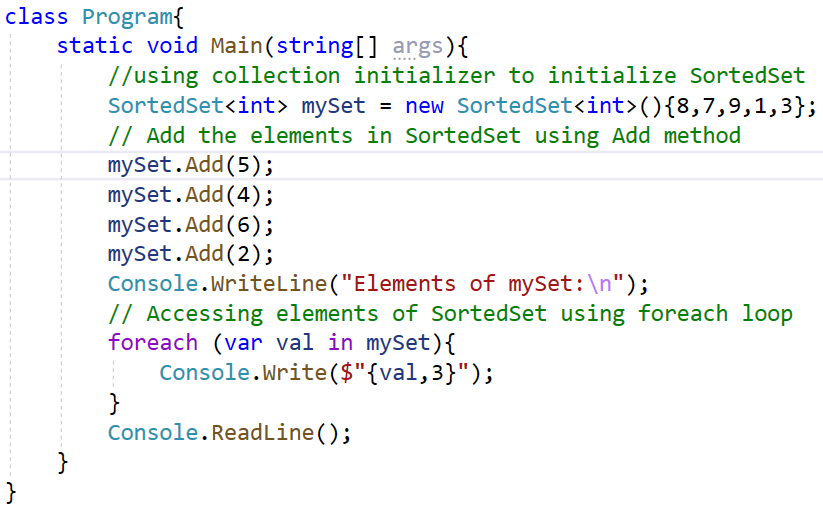 class Program{
static void Main(string[] args){
//using collection initializer to initialize SortedSet
SortedSet<int> mySet = new SortedSet<int>(){8,7,9,1,3};
// Add the elements in SortedSet using Add method
mySet.Add(5);
mySet.Add(4);
mySet.Add(6);
mySet.Add(2);
Console.WriteLine("Elements of mySet:\n");
// Accessing elements of SortedSet using foreach loop
foreach (var val in mySet){
Console.Write($"{val,3}");
}
Console.ReadLine();
}
}